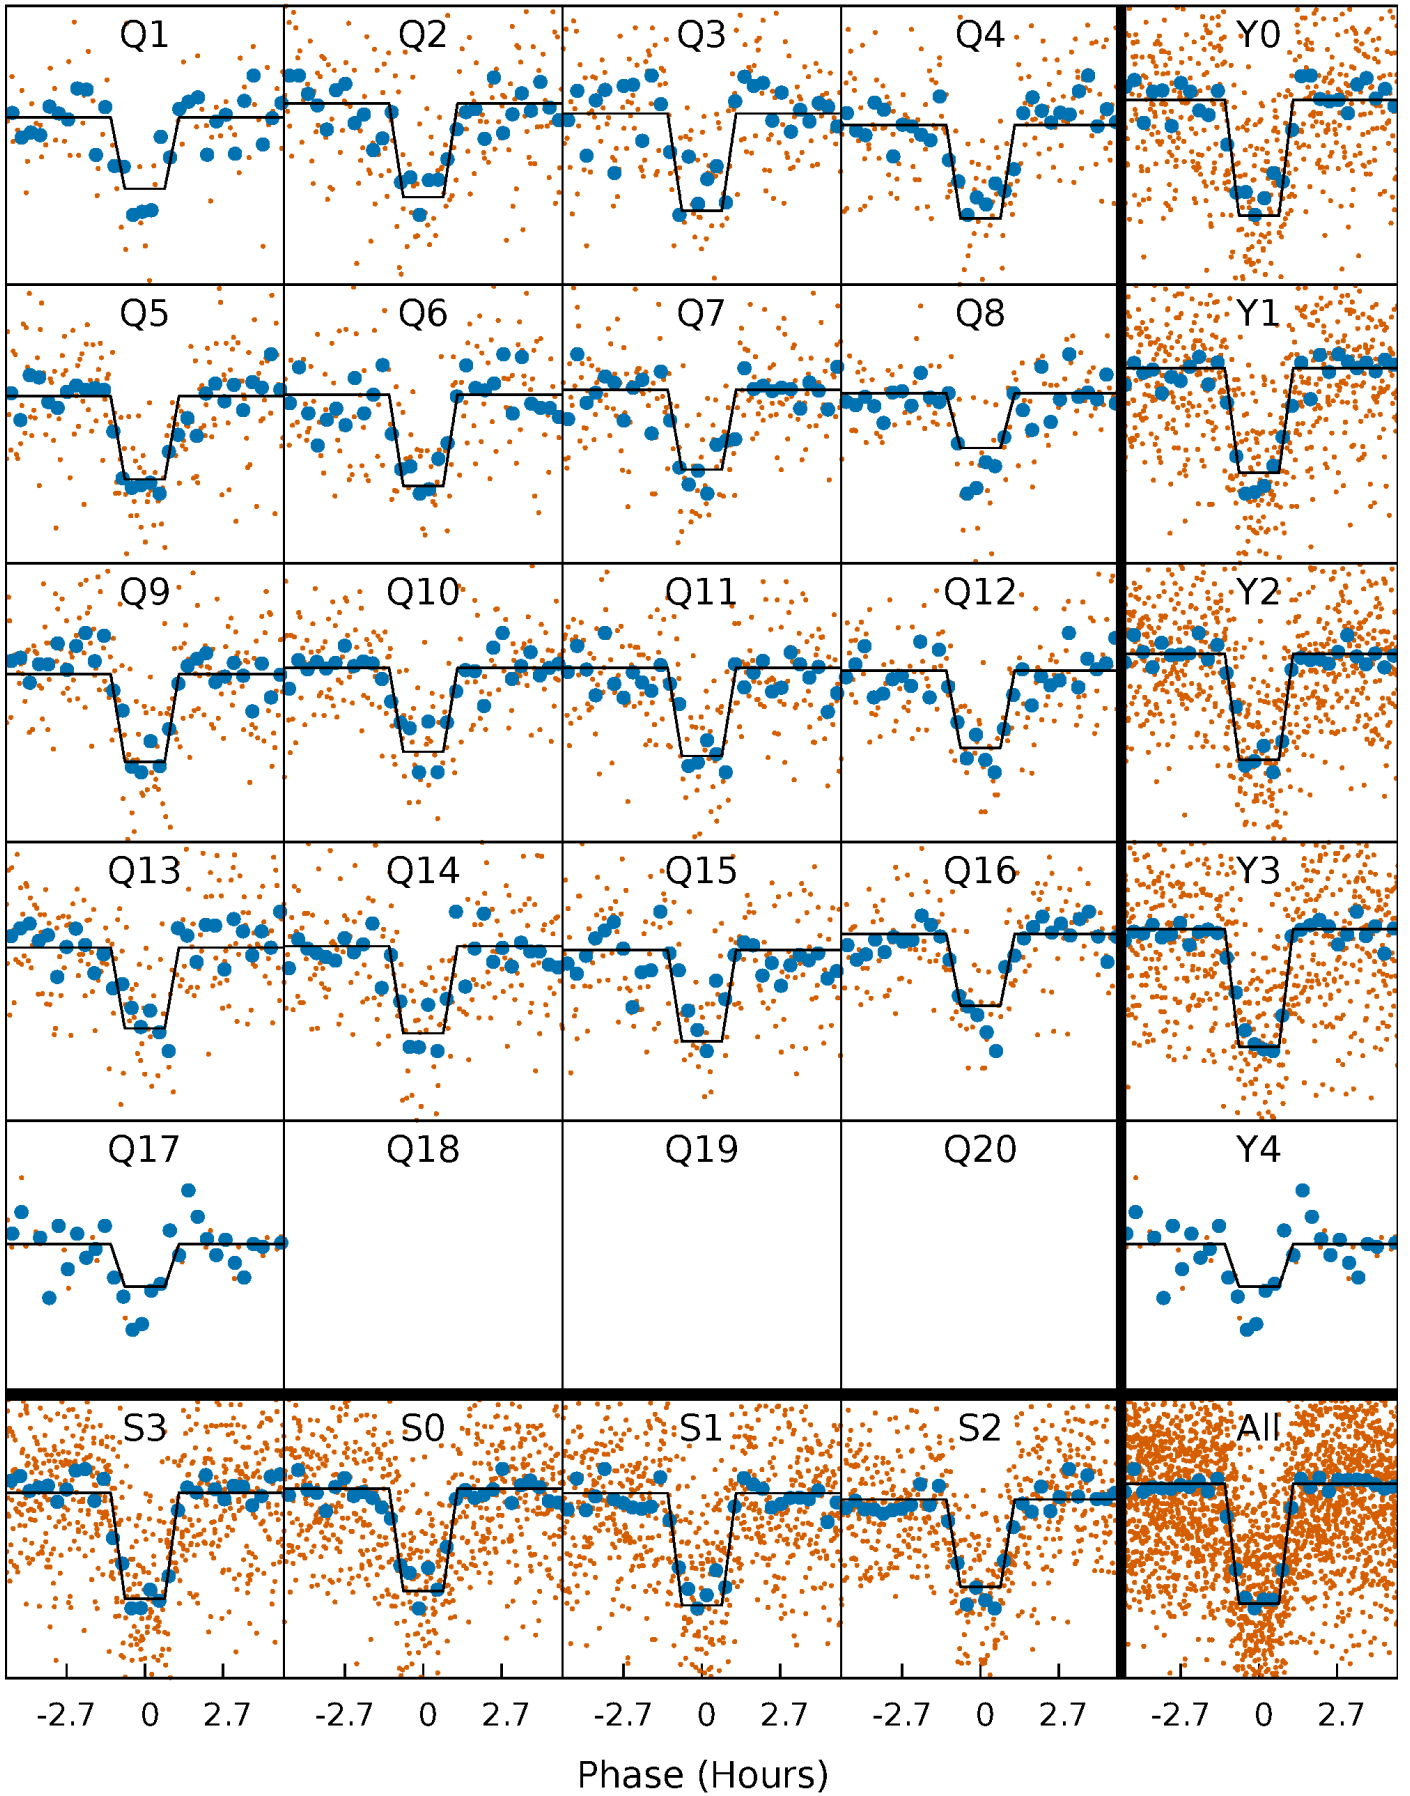 Q1 Q2 Q3 Q4 Y0
Q5 Q6 Q7 Q8 Y1
Q9 Q10 Q11 Q12 Y2
Q13 Q14 Q15 Q16 Y3
Q17 Q18 Q19 Q20 Y4
S3 S0 S1 S2 All
-2.7 0 2.7 -2.7 0 2.7 -2.7 0 2.7 -2.7 0 2.7 -2.7 0 2.7
Phase (Hours)